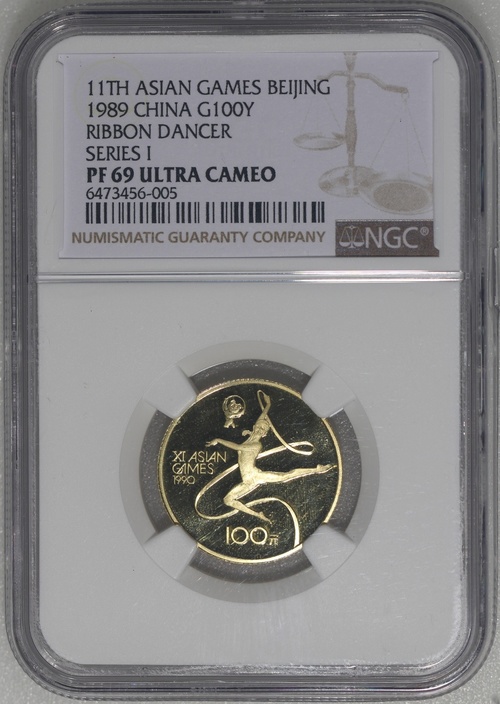 11TH ASIAN GAMES BEIJING
1989 CHINA G100Y
RIBBON DANCER
SERIES I
PF 69 ULTRA CAMEO
6473456-005
NUMISMATIC GUARANTY COMPANY
NGC®
XI ASIAN
GAMES
1990
100元